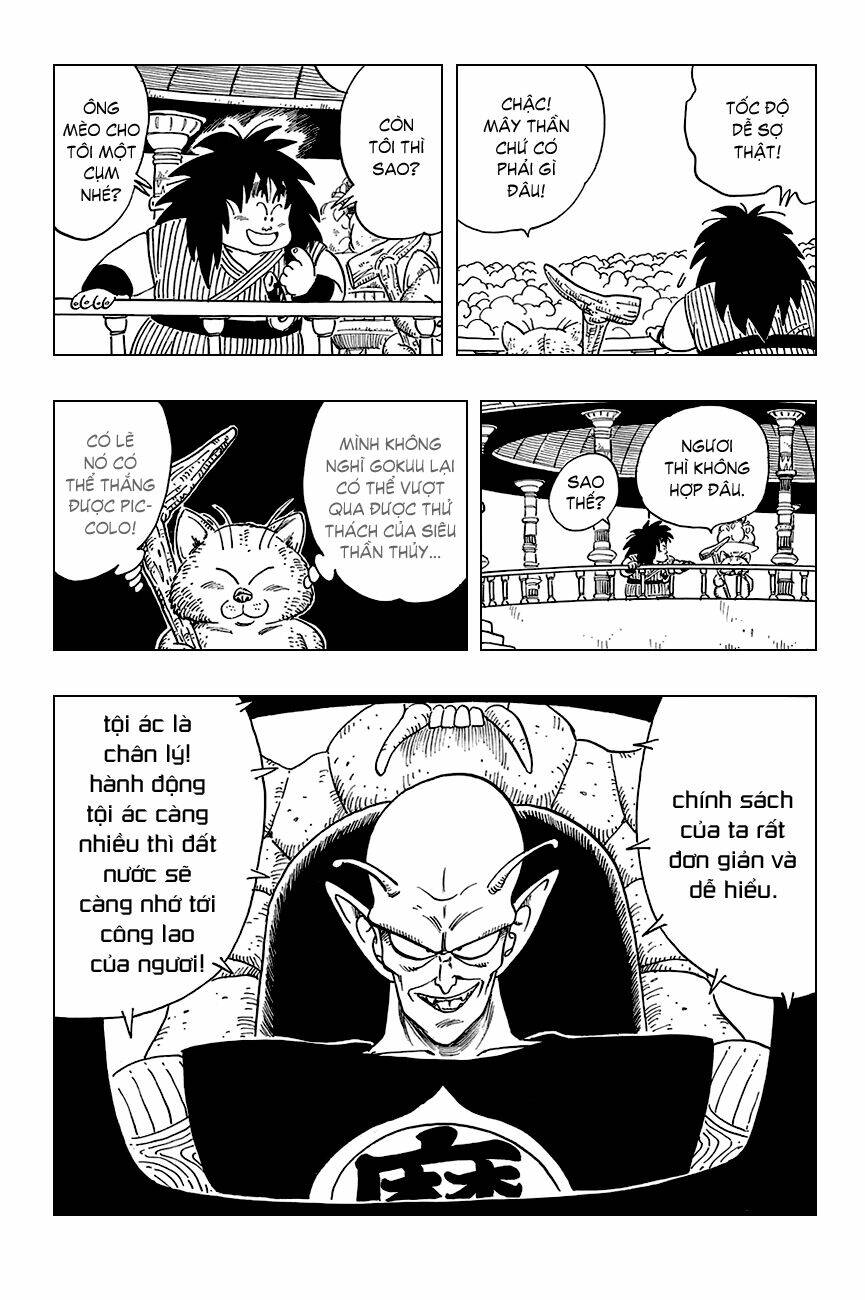 TỐC ĐỘ
DỄ SỢ
THẬT!
CHẬC!
MÂY THẦN
CHỨ CÓ
PHẢI GÌ
ĐÂU!
CÒN
TÔI THÌ
SAO?
ÔNG
MÈO CHO
TÔI MỘT
CỤM
NHÉ?
NGƯƠI
THÌ KHÔNG
HỢP ĐÂU.
SAO
THẾ?
MÌNH KHÔNG
NGHĨ GOKUU LẠI
CÓ THỂ VƯỢT
QUA ĐƯỢC THỬ
THÁCH CỦA SIÊU
THẦN THỦY...
CÓ LẼ
NÓ CÓ
THỂ THẮNG
ĐƯỢC PIC-
COLO!
chính sách
của ta rất
đơn giản và
dễ hiểu.
tội ác là
chân lý!
hành động
tội ác càng
nhiều thì đất
nước sẽ
càng nhớ tới
công lao
của ngươi!
魔